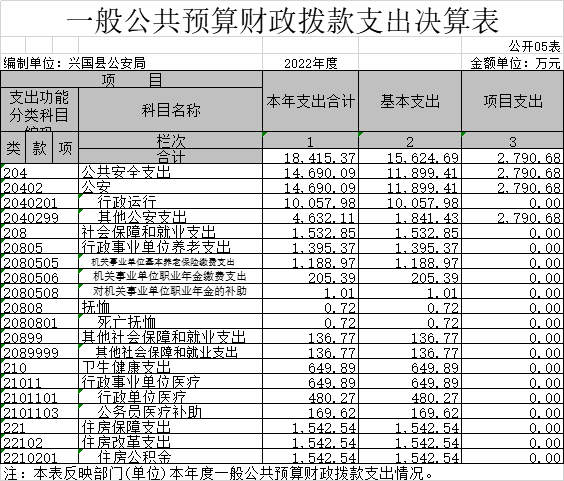 一般公共预算财政拨款支出决算表
公开05表
编制单位：兴国县公安局 2022年度 金额单位：万元
项 目 本年支出合计 基本支出 项目支出
支出功能分类科目 科目名称
类 款 项 栏次 1 2 3
合计 18,415.37 15,624.69 2,790.68
204 公共安全支出 14,690.09 11,899.41 2,790.68
20402 公安 14,690.09 11,899.41 2,790.68
2040201 行政运行 10,057.98 10,057.98 0.00
2040299 其他公安支出 4,632.11 1,841.43 2,790.68
208 社会保障和就业支出 1,532.85 1,532.85 0.00
20805 行政事业单位养老支出 1,395.37 1,395.37 0.00
2080505 机关事业单位基本养老保险缴费支出 1,188.97 1,188.97 0.00
2080506 机关事业单位职业年金缴费支出 205.39 205.39 0.00
2080508 对机关事业单位职业年金的补助 1.01 1.01 0.00
20808 抚恤 0.72 0.72 0.00
2080801 死亡抚恤 0.72 0.72 0.00
20899 其他社会保障和就业支出 136.77 136.77 0.00
2089999 其他社会保障和就业支出 136.77 136.77 0.00
210 卫生健康支出 649.89 649.89 0.00
21011 行政事业单位医疗 649.89 649.89 0.00
2101101 行政单位医疗 480.27 480.27 0.00
2101103 公务员医疗补助 169.62 169.62 0.00
221 住房保障支出 1,542.54 1,542.54 0.00
22102 住房改革支出 1,542.54 1,542.54 0.00
2210201 住房公积金 1,542.54 1,542.54 0.00
注：本表反映部门(单位)本年度一般公共预算财政拨款支出情况。